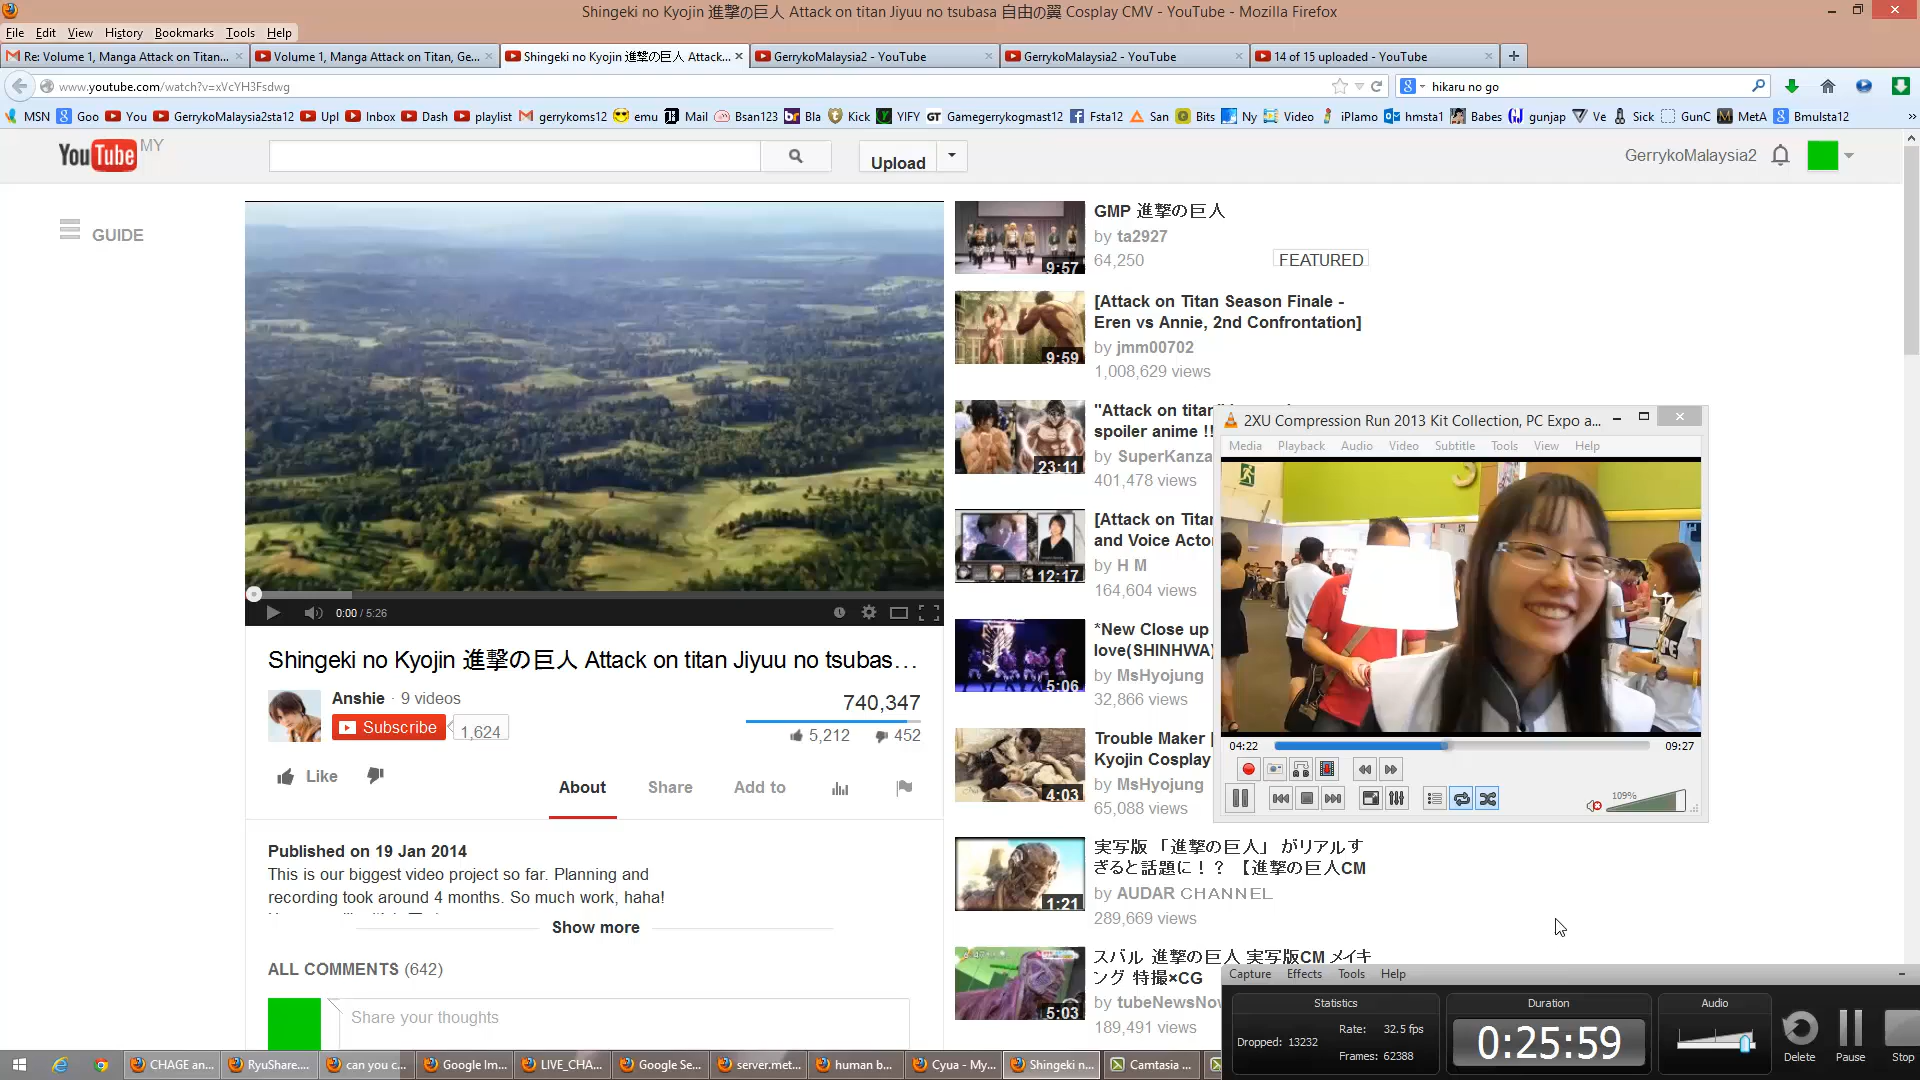 Shingeki no Kyojin 進撃の巨人 Attack on titan Jiyuu no tsubasa 自由の翼 Cosplay CMV - YouTube - Mozilla Firefox
File Edit View History Bookmarks Tools Help
Re: Volume 1, Manga Attack on Titan... Volume 1, Manga Attack on Titan, Ge... Shingeki no Kyojin 進撃の巨人 Attack... GerrykoMalaysia2 - YouTube GerrykoMalaysia2 - YouTube 14 of 15 uploaded - YouTube
www.youtube.com/watch?v=xVcYH3Fsdwg hikaru no go
MSN Goo You GerrykoMalaysia2sta12 Upl Inbox Dash playlist gerrykoms12 emu Mail Bsan123 Bla Kick YIFY Gamegerrykogmast12 Fsta12 San Bits Ny Video iPlamo hmsta1 Babes gunjap Ve Sick GunC MetA Bmulsta12
YouTube MY Upload GerrykoMalaysia2
GUIDE
GMP 進撃の巨人
by ta2927
64,250 FEATURED
9:57
[Attack on Titan Season Finale -
Eren vs Annie, 2nd Confrontation]
by jmm00702
1,008,629 views
9:59
"Attack on titan"
spoiler anime !!
by SuperKanza
401,478 views
23:11
[Attack on Titan
and Voice Acto
by H M
164,604 views
12:17
*New Close up
love(SHINHWA)
by MsHyojung
32,866 views
5:06
Trouble Maker
Kyojin Cosplay
by MsHyojung
65,088 views
4:03
実写版 「進撃の巨人」 がリアルす
ぎると話題に！？ 【進撃の巨人CM
by AUDAR CHANNEL
289,669 views
1:21
スバル 進撃の巨人 実写版CM メイキ
ング 特撮×CG
by tubeNewsNov
189,491 views
5:03
0:00 / 5:26
Shingeki no Kyojin 進撃の巨人 Attack on titan Jiyuu no tsubas...
Anshie · 9 videos
Subscribe 1,624
740,347
5,212 452
Like About Share Add to
Published on 19 Jan 2014
This is our biggest video project so far. Planning and
recording took around 4 months. So much work, haha!
Show more
ALL COMMENTS (642)
Share your thoughts
2XU Compression Run 2013 Kit Collection, PC Expo a...
Media Playback Audio Video Subtitle Tools View Help
04:22 09:27
109%
Capture Effects Tools Help
Statistics Duration Audio
Rate: 32.5 fps
Dropped: 13232
Frames: 62388
0:25:59
Delete Pause Stop
CHAGE an... RyuShare.... can you c... Google Im... LIVE_CHA... Google Se... server.met... human b... Cyua - My... Shingeki n... Camtasia ...